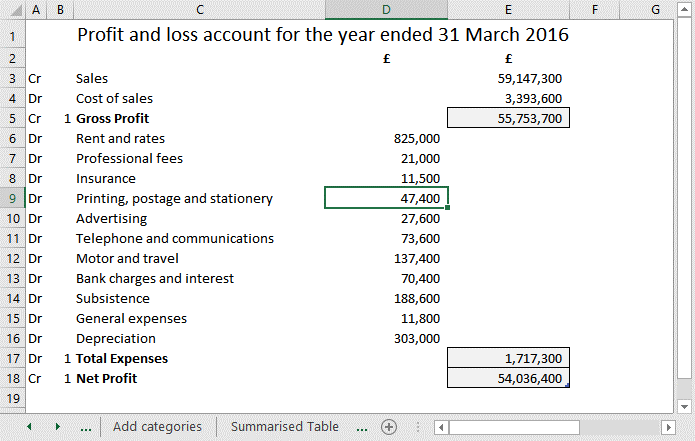 A B C D E F G
1 Profit and loss account for the year ended 31 March 2016
2 £ £
3 Cr Sales 59,147,300
4 Dr Cost of sales 3,393,600
5 Cr 1 Gross Profit 55,753,700
6 Dr Rent and rates 825,000
7 Dr Professional fees 21,000
8 Dr Insurance 11,500
9 Dr Printing, postage and stationery 47,400
10 Dr Advertising 27,600
11 Dr Telephone and communications 73,600
12 Dr Motor and travel 137,400
13 Dr Bank charges and interest 70,400
14 Dr Subsistence 188,600
15 Dr General expenses 11,800
16 Dr Depreciation 303,000
17 Dr 1 Total Expenses 1,717,300
18 Cr 1 Net Profit 54,036,400
19
... Add categories Summarised Table ...